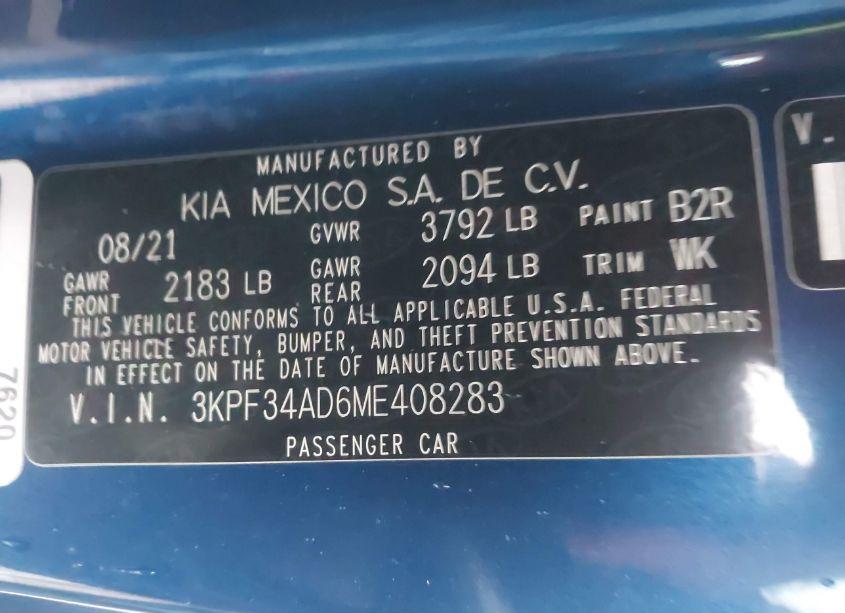 MANUFACTURED BY
KIA MEXICO S.A. DE C.V.
08/21 GVWR 3792 LB PAINT B2R
GAWR FRONT 2183 LB GAWR REAR 2094 LB TRIM WK
THIS VEHICLE CONFORMS TO ALL APPLICABLE U.S.A. FEDERAL
MOTOR VEHICLE SAFETY, BUMPER, AND THEFT PREVENTION STANDARDS
IN EFFECT ON THE DATE OF MANUFACTURE SHOWN ABOVE.
V.I.N. 3KPF34AD6ME408283
PASSENGER CAR
7620
V.